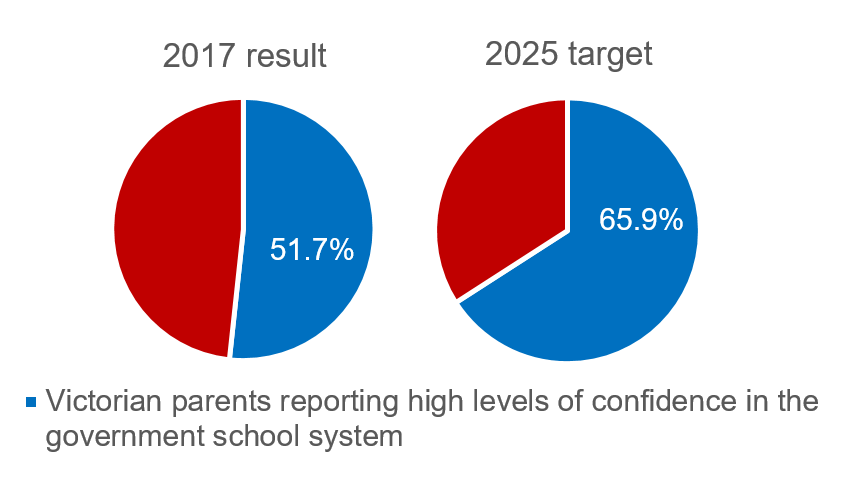 2017 result
2025 target
51.7%
65.9%
Victorian parents reporting high levels of confidence in the
government school system